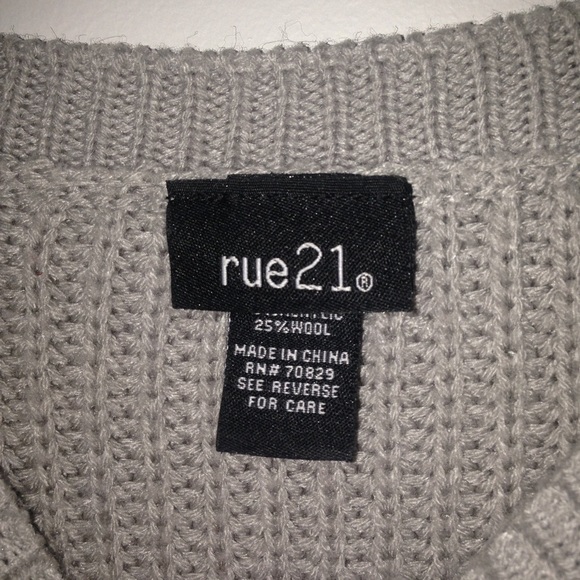 rue21®
25% WOOL
MADE IN CHINA
RN# 70829
SEE REVERSE
FOR CARE